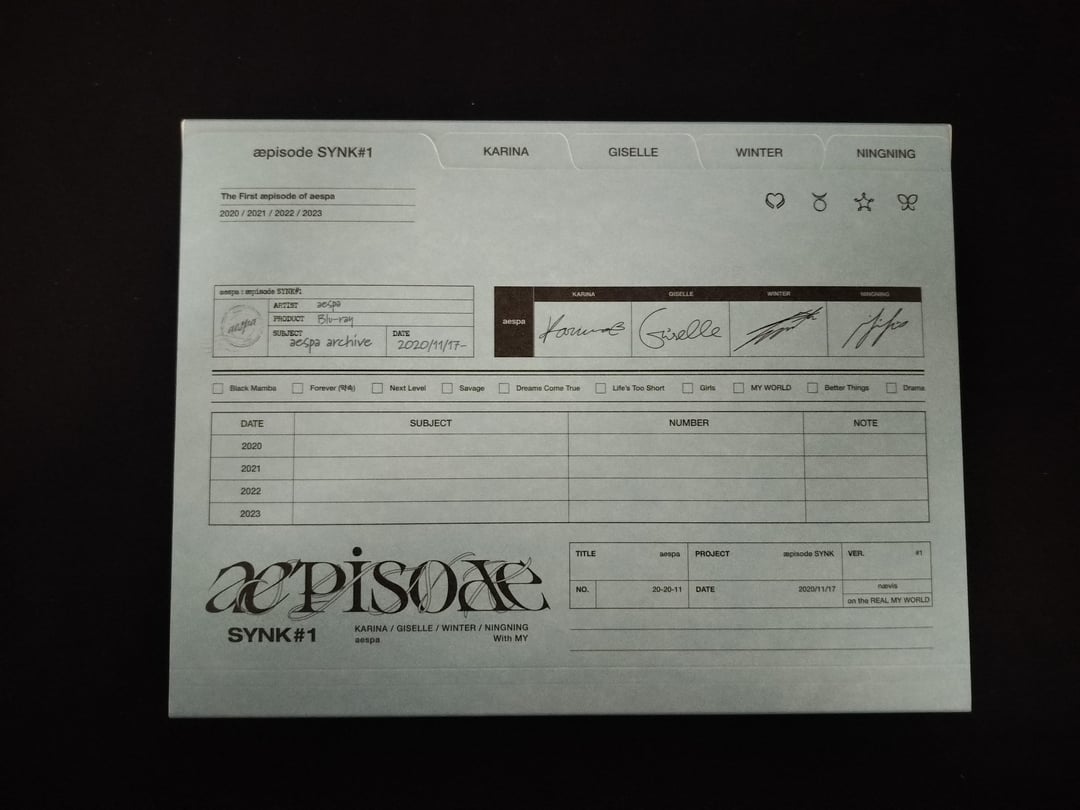 æpisode SYNK#1 KARINA GISELLE WINTER NINGNING
The First æpisode of aespa
2020 / 2021 / 2022 / 2023
aespa : æpisode SYNK#1
ARTIST aespa
PRODUCT Blu-ray
SUBJECT aespa archive
DATE 2020/11/17-
aespa
KARINA GISELLE WINTER NINGNING
aespa
Karina Giselle
Black Mamba Forever (약속) Next Level Savage Dreams Come True Life's Too Short Girls MY WORLD Better Things Drama
DATE SUBJECT NUMBER NOTE
2020
2021
2022
2023
æpisode
SYNK#1
KARINA / GISELLE / WINTER / NINGNING
aespa With MY
TITLE aespa PROJECT æpisode SYNK VER. #1
NO. 20-20-11 DATE 2020/11/17 nævis
on the REAL MY WORLD